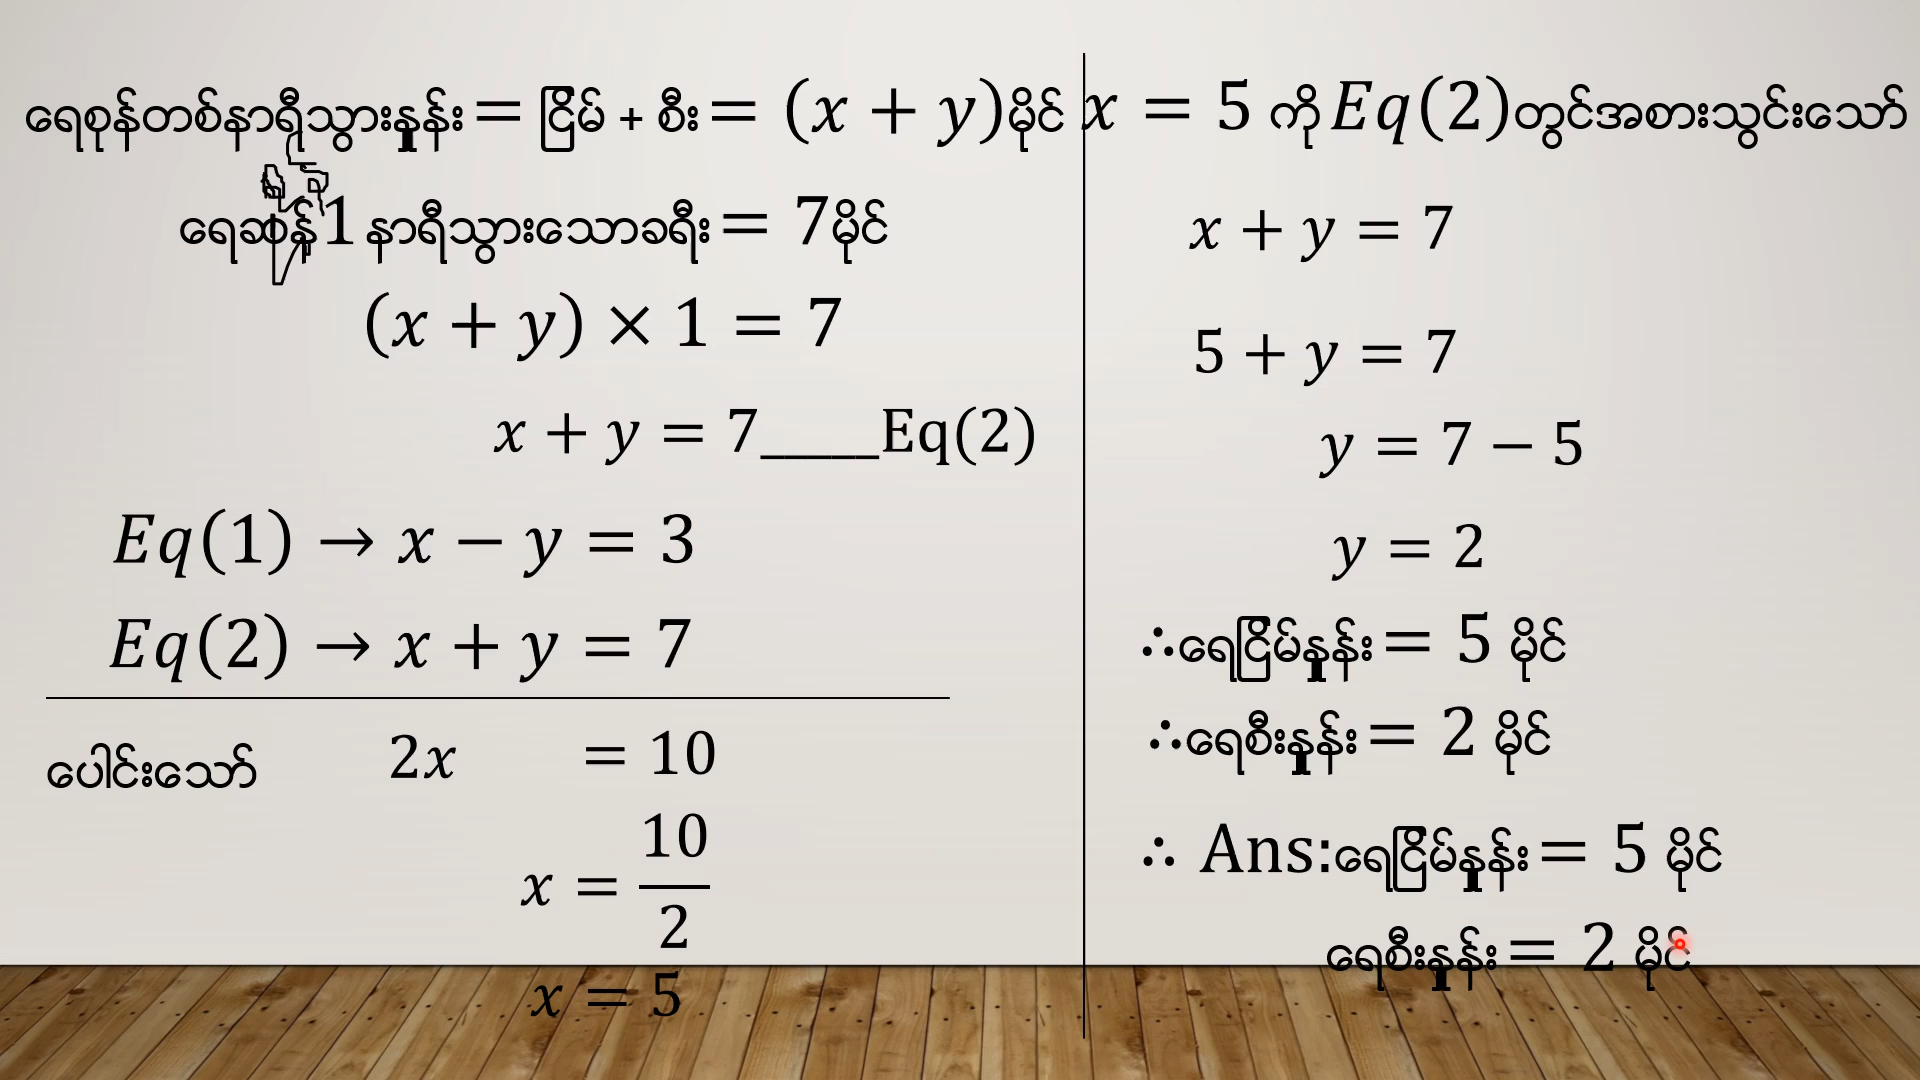 ရေစုန်တစ်နာရီသွားနှုန်း = ငြိမ် + စီး = (x + y)မိုင်
ရေဆန်1 နာရီသွားသောခရီး = 7မိုင်
(x + y) × 1 = 7
x + y = 7_____Eq(2)
Eq(1) → x − y = 3
Eq(2) → x + y = 7
ပေါင်းသော် 2x = 10
x = 10/2
x = 5
x = 5 ကို Eq(2)တွင်အစားသွင်းသော်
x + y = 7
5 + y = 7
y = 7 − 5
y = 2
∴ရေငြိမ်နှုန်း = 5 မိုင်
∴ရေစီးနှုန်း = 2 မိုင်
∴ Ans:ရေငြိမ်နှုန်း = 5 မိုင်
ရေစီးနှုန်း = 2 မိုင်